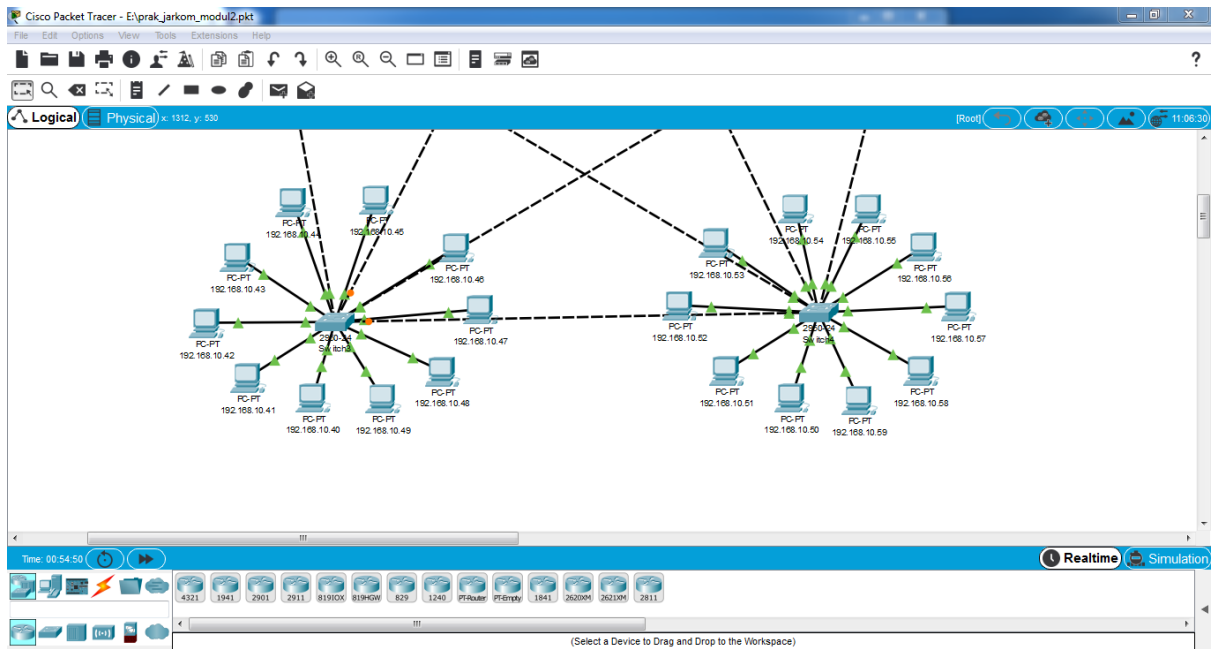 Cisco Packet Tracer - E:\prak_jarkom_modul2.pkt
File Edit Options View Tools Extensions Help
?
Logical Physical x: 1312, y: 530 [Root] 11:06:30
PC-PT
192.168.10.44
PC-PT
192.168.10.45
PC-PT
192.168.10.46
PC-PT
192.168.10.43
PC-PT
192.168.10.42
PC-PT
192.168.10.47
2950-24
Switch3
PC-PT
192.168.10.41
PC-PT
192.168.10.40
PC-PT
192.168.10.49
PC-PT
192.168.10.48
PC-PT
192.168.10.54
PC-PT
192.168.10.55
PC-PT
192.168.10.53
PC-PT
192.168.10.56
PC-PT
192.168.10.52
2950-24
Switch4
PC-PT
192.168.10.57
PC-PT
192.168.10.51
PC-PT
192.168.10.50
PC-PT
192.168.10.59
PC-PT
192.168.10.58
Time: 00:54:50 Realtime Simulation
4321 1941 2901 2911 819IOX 819HGW 829 1240 PT-Router PT-Empty 1841 2620XM 2621XM 2811
(Select a Device to Drag and Drop to the Workspace)